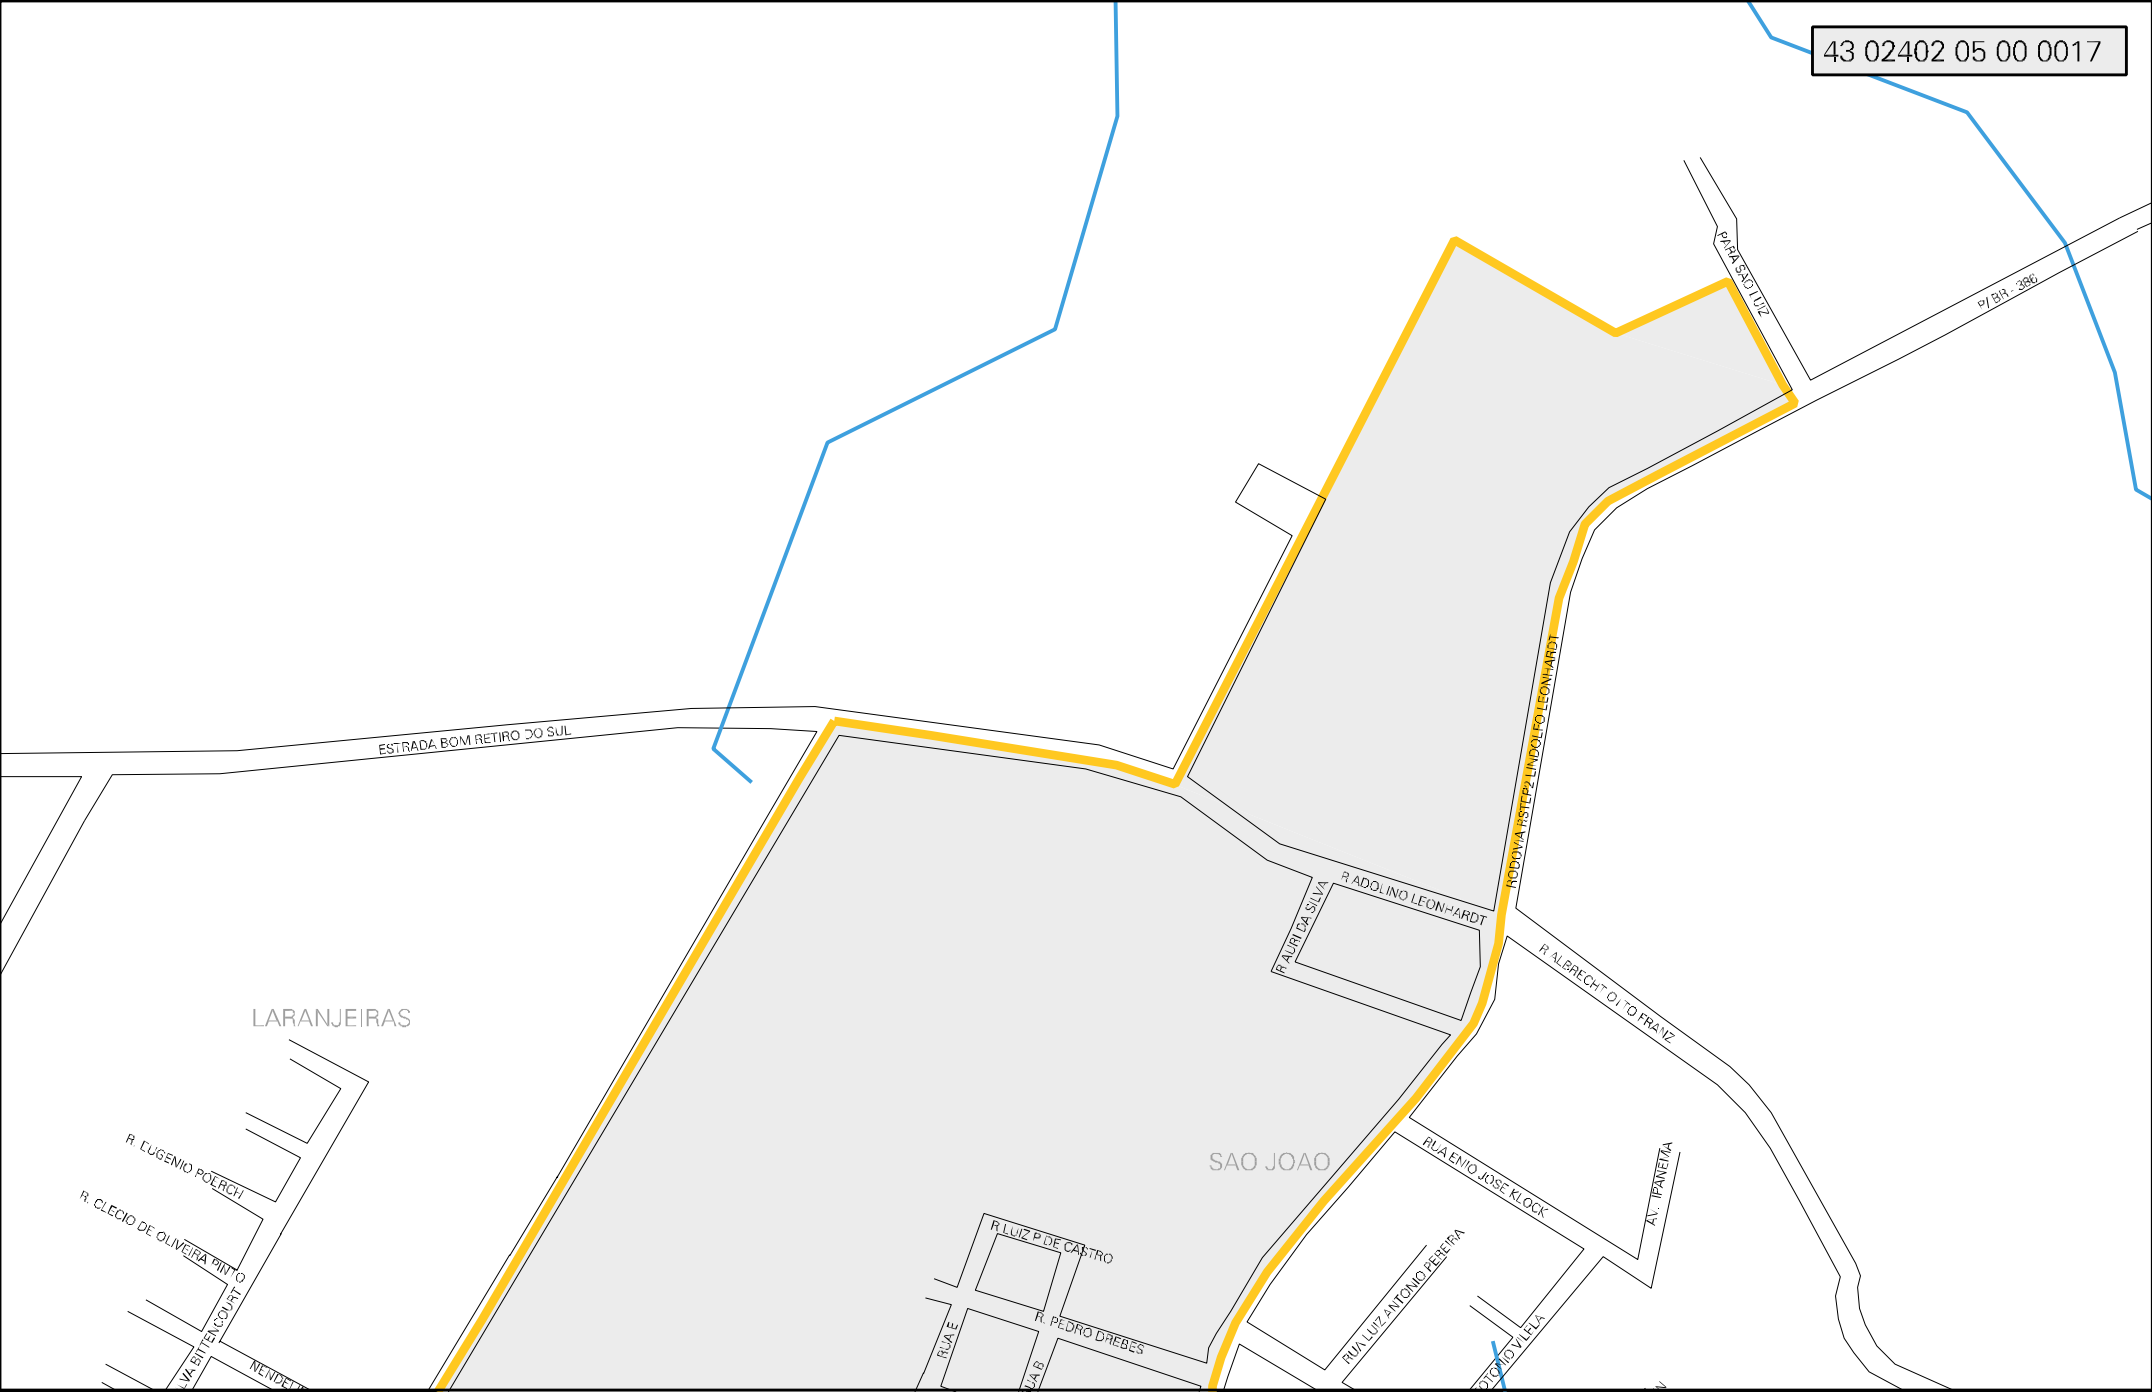 43 02402 05 00 0017
PARA SAO LUIZ
P/ BR - 386
ESTRADA BOM RETIRO DO SUL
RODOVIA RSTEP2 LINDOLFO LEONHARDT
R ADOLINO LEONHARDT
R AURI DA SILVA
R. ALBRECHT OTTO FRANZ
LARANJEIRAS
R. EUGENIO POERCH
R. CLECIO DE OLIVEIRA PINTO
SAO JOAO
RUA ENIO JOSE KLOCK
AV. IPANEMA
R LUIZ P DE CASTRO
R. PEDRO DREBES
RUA E
RUA LUIZ ANTONIO PEREIRA
BITTENCOURT